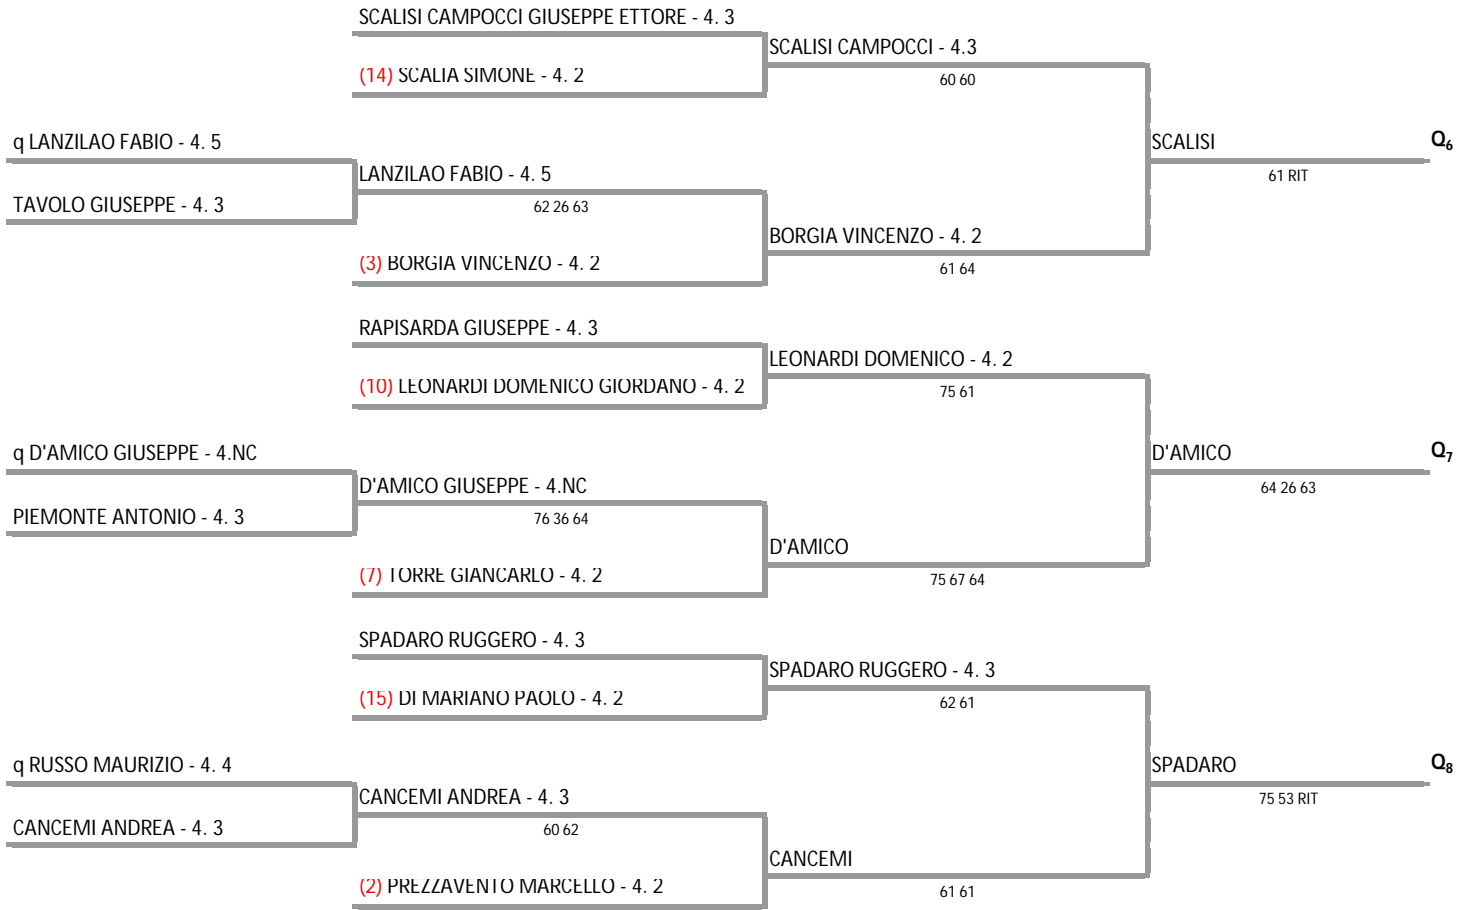 SCALISI CAMPOCCI GIUSEPPE ETTORE - 4. 3
SCALISI CAMPOCCI - 4.3
(14) SCALIA SIMONE - 4. 2
60 60
q LANZILAO FABIO - 4. 5
SCALISI
Q6
LANZILAO FABIO - 4. 5
61 RIT
TAVOLO GIUSEPPE - 4. 3
62 26 63
BORGIA VINCENZO - 4. 2
(3) BORGIA VINCENZO - 4. 2
61 64
RAPISARDA GIUSEPPE - 4. 3
LEONARDI DOMENICO - 4. 2
(10) LEONARDI DOMENICO GIORDANO - 4. 2
75 61
q D'AMICO GIUSEPPE - 4.NC
D'AMICO
Q7
D'AMICO GIUSEPPE - 4.NC
64 26 63
PIEMONTE ANTONIO - 4. 3
76 36 64
D'AMICO
(7) TORRE GIANCARLO - 4. 2
75 67 64
SPADARO RUGGERO - 4. 3
SPADARO RUGGERO - 4. 3
(15) DI MARIANO PAOLO - 4. 2
62 61
q RUSSO MAURIZIO - 4. 4
SPADARO
Q8
CANCEMI ANDREA - 4. 3
75 53 RIT
CANCEMI ANDREA - 4. 3
60 62
CANCEMI
(2) PREZZAVENTO MARCELLO - 4. 2
61 61